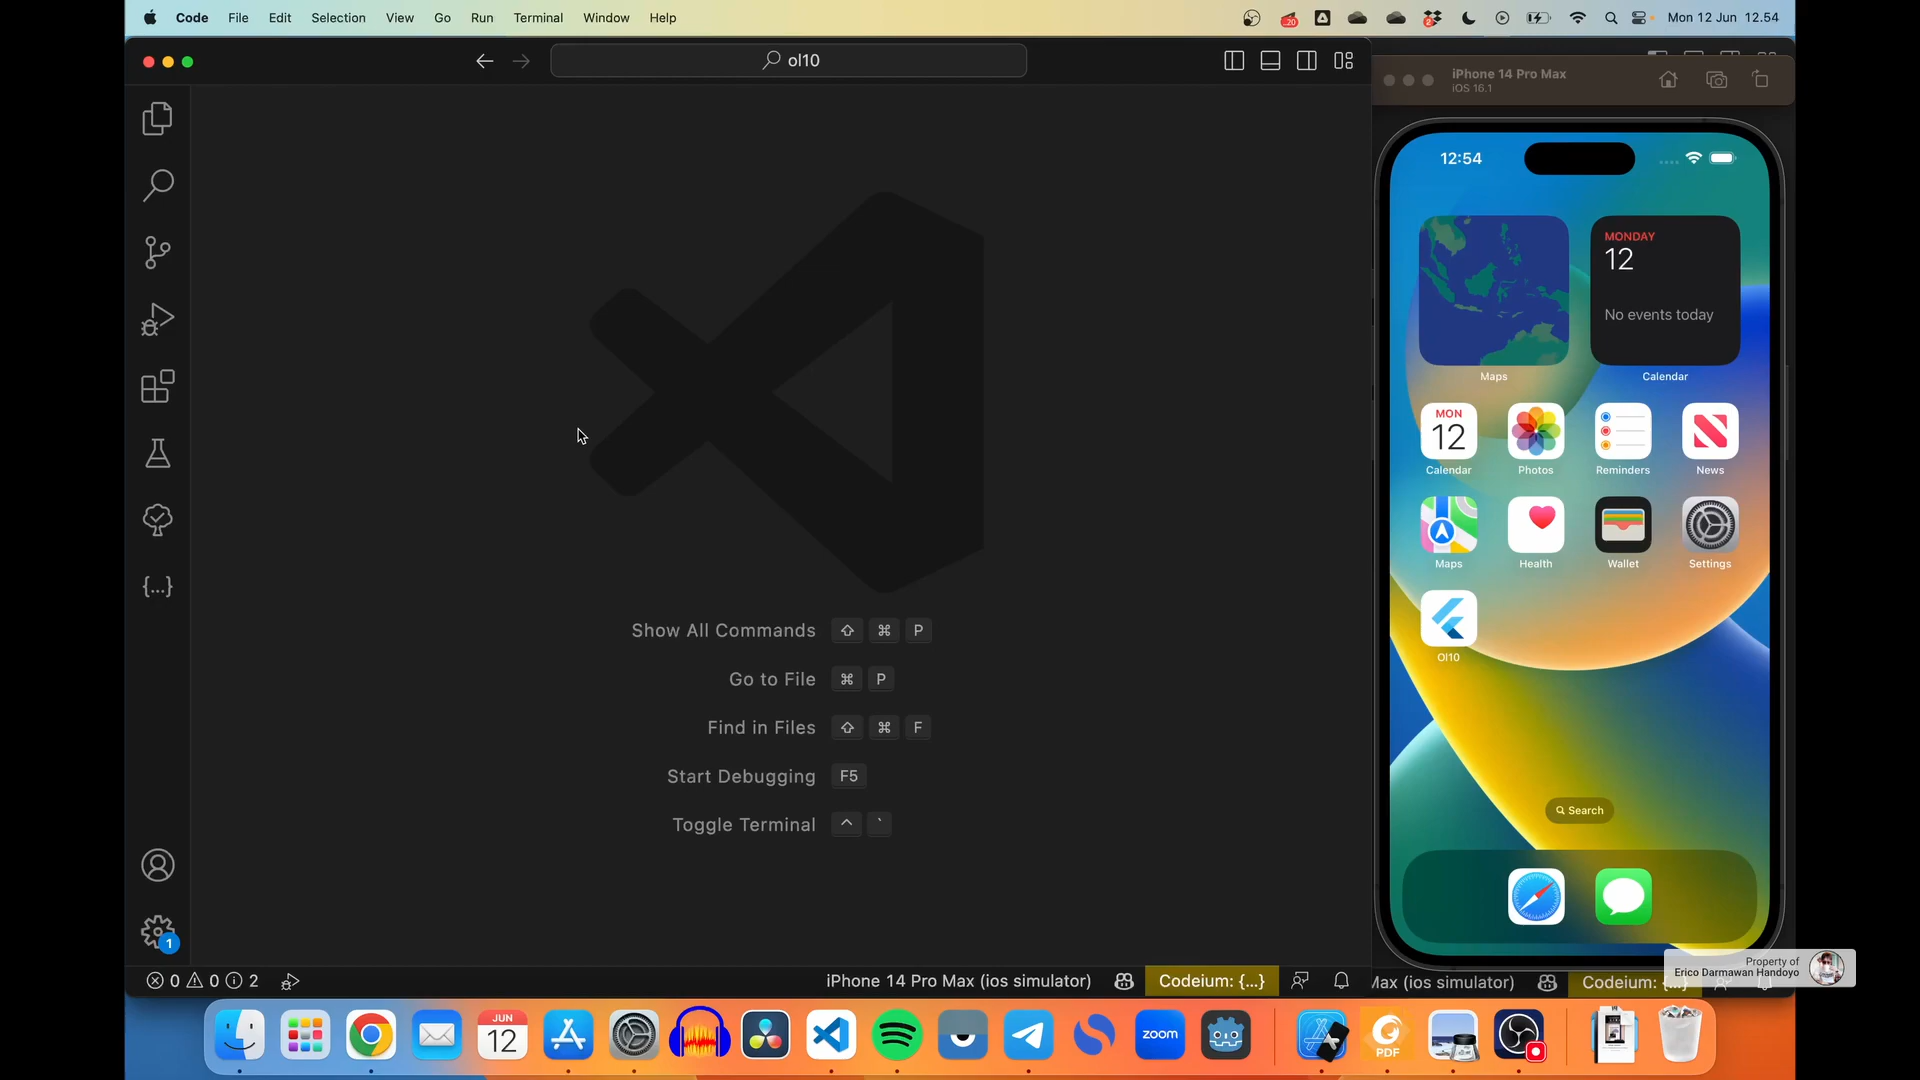 Code File Edit Selection View Go Run Terminal Window Help
20
2
Mon 12 Jun 12.54
ol10
iPhone 14 Pro Max
iOS 16.1
12:54
MONDAY
12
No events today
Maps
Calendar
MON
12
Calendar
Photos
Reminders
News
Maps
Health
Wallet
Settings
Ol10
Search
Show All Commands ⇧ ⌘ P
Go to File ⌘ P
Find in Files ⇧ ⌘ F
Start Debugging F5
Toggle Terminal ^ `
1
0 0 2
iPhone 14 Pro Max (ios simulator)
Codeium: {...}
Max (ios simulator)
Codeium: {...}
Property of
Erico Darmawan Handoyo
JUN
12
zoom
PDF